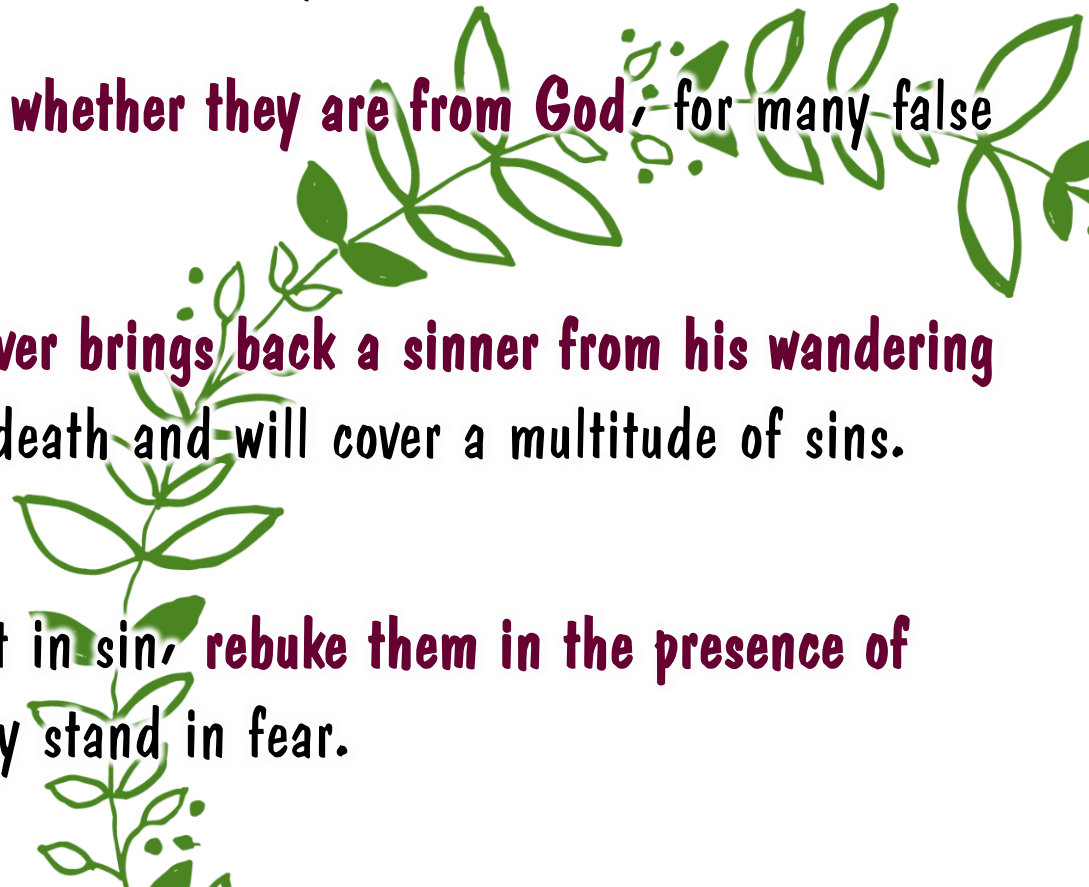 whether they are from God, for many false
ver brings back a sinner from his wandering
death and will cover a multitude of sins.
t in sin, rebuke them in the presence of
y stand in fear.